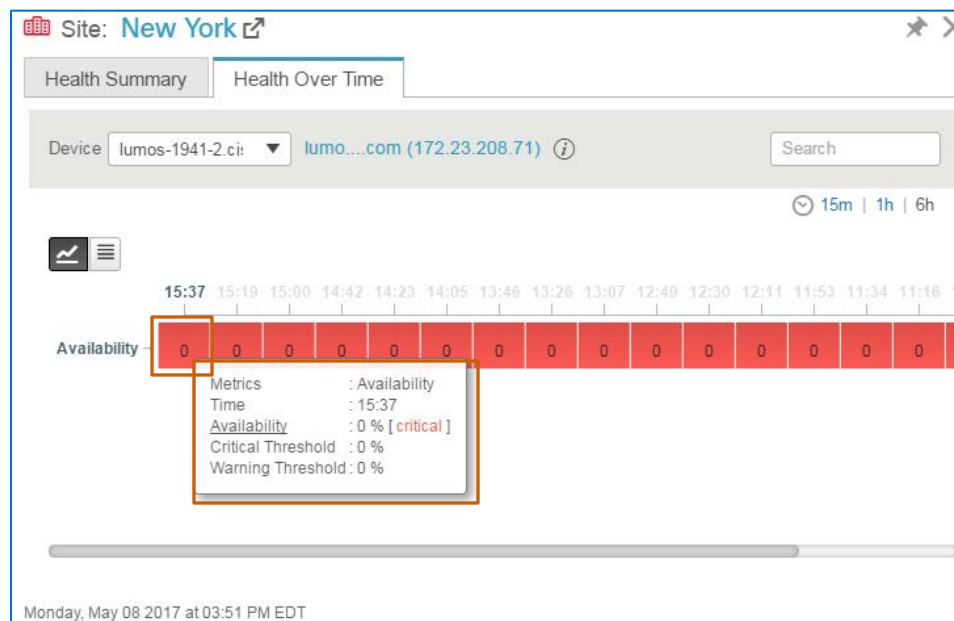 Site: New York
Health Summary Health Over Time
Device lumos-1941-2.ci: lumo....com (172.23.208.71) i Search
15m | 1h | 6h
15:37 15:19 15:00 14:42 14:23 14:05 13:46 13:26 13:07 12:49 12:30 12:11 11:53 11:34 11:16
Availability 0 0 0 0 0 0 0 0 0 0 0 0 0 0 0
Metrics : Availability
Time : 15:37
Availability : 0 % [ critical ]
Critical Threshold : 0 %
Warning Threshold : 0 %
Monday, May 08 2017 at 03:51 PM EDT